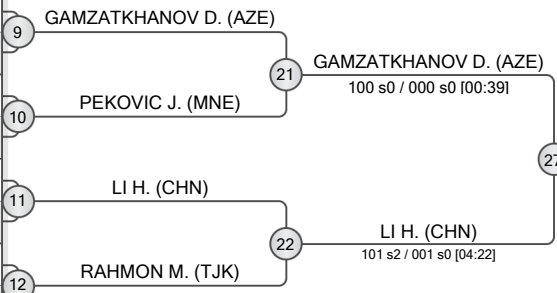 9
GAMZATKHANOV D. (AZE)
21
GAMZATKHANOV D. (AZE)
100 s0 / 000 s0 [00:39]
10
PEKOVIC J. (MNE)
27
11
LI H. (CHN)
22
LI H. (CHN)
101 s2 / 001 s0 [04:22]
12
RAHMON M. (TJK)